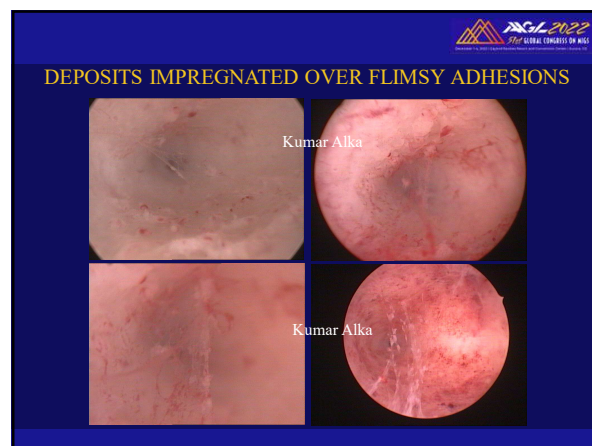 AAGL 2022
51st GLOBAL CONGRESS ON MIGS
DEPOSITS IMPREGNATED OVER FLIMSY ADHESIONS
Kumar Alka
Kumar Alka